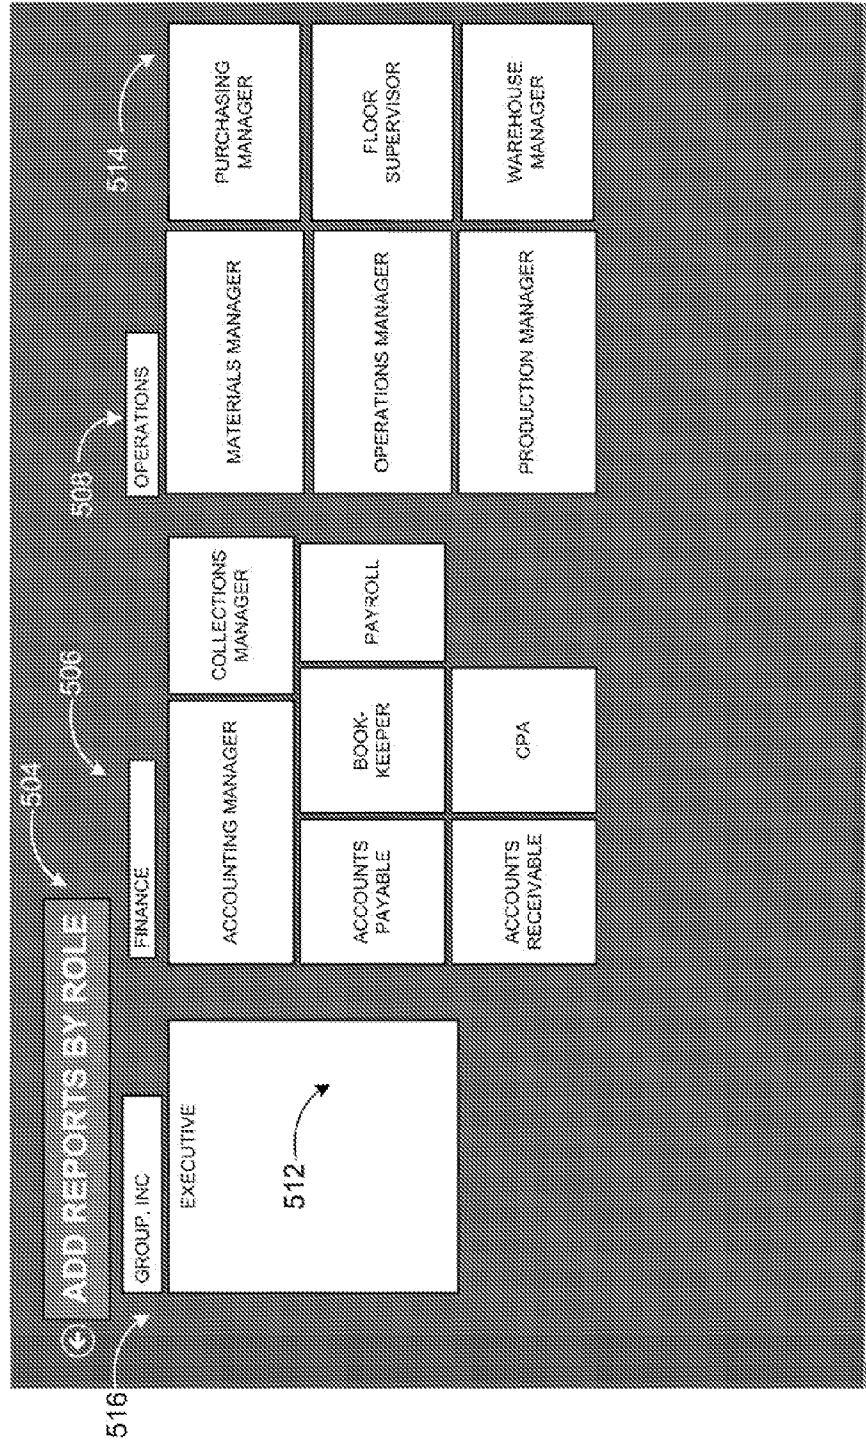 504
ADD REPORTS BY ROLE
516
506
508
514
GROUP, INC
EXECUTIVE
512
FINANCE
ACCOUNTING MANAGER
COLLECTIONS
MANAGER
ACCOUNTS
PAYABLE
BOOK-
KEEPER
PAYROLL
ACCOUNTS
RECEIVABLE
CPA
OPERATIONS
MATERIALS MANAGER
PURCHASING
MANAGER
OPERATIONS MANAGER
FLOOR
SUPERVISOR
PRODUCTION MANAGER
WAREHOUSE
MANAGER